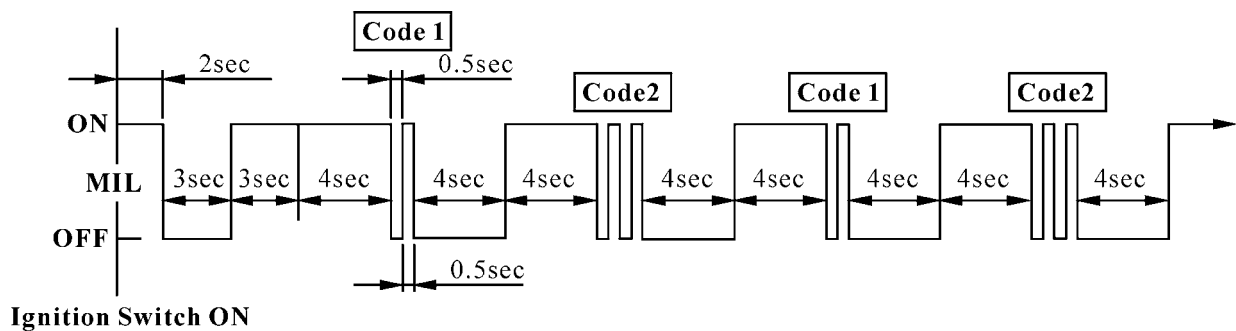 Code 1
2sec
0.5sec
Code2
Code 1
Code2
ON
MIL
3sec
3sec
4sec
4sec
4sec
4sec
4sec
4sec
4sec
4sec
OFF
0.5sec
Ignition Switch ON